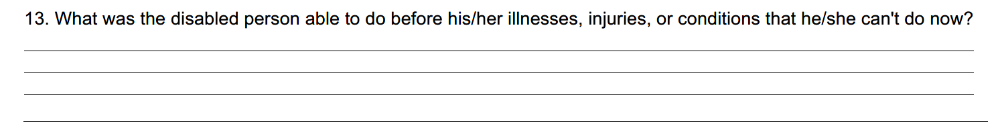 13. What was the disabled person able to do before his/her illnesses, injuries, or conditions that he/she can't do now?